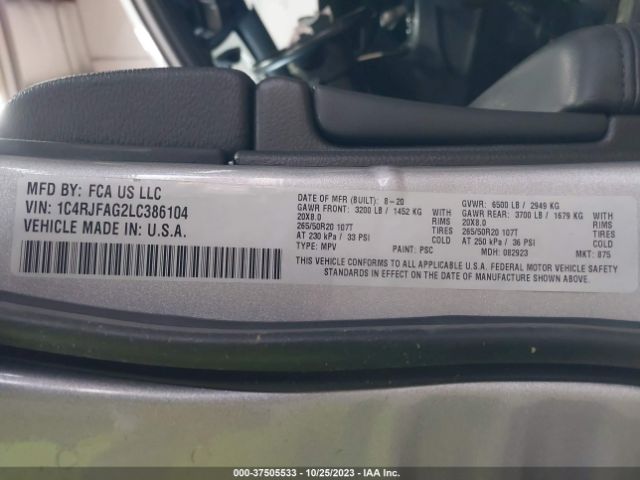 MFD BY: FCA US LLC
VIN: 1C4RJFAG2LC386104
VEHICLE MADE IN: U.S.A.
DATE OF MFR (BUILT): 8-20 GVWR: 6500 LB / 2949 KG
GAWR FRONT: 3200 LB / 1452 KG GAWR REAR: 3700 LB / 1679 KG
20X8.0 RIMS 20X8.0 RIMS
265/50R20 107T TIRES 265/50R20 107T TIRES
AT 230 kPa / 33 PSI COLD AT 250 kPa / 36 PSI COLD
TYPE: MPV PAINT: PSC MDH: 082923 MKT: 875
THIS VEHICLE CONFORMS TO ALL APPLICABLE U.S.A. FEDERAL MOTOR VEHICLE SAFETY
STANDARDS IN EFFECT ON THE DATE OF MANUFACTURE SHOWN ABOVE.
000-37505533 - 10/25/2023 - IAAI.COM